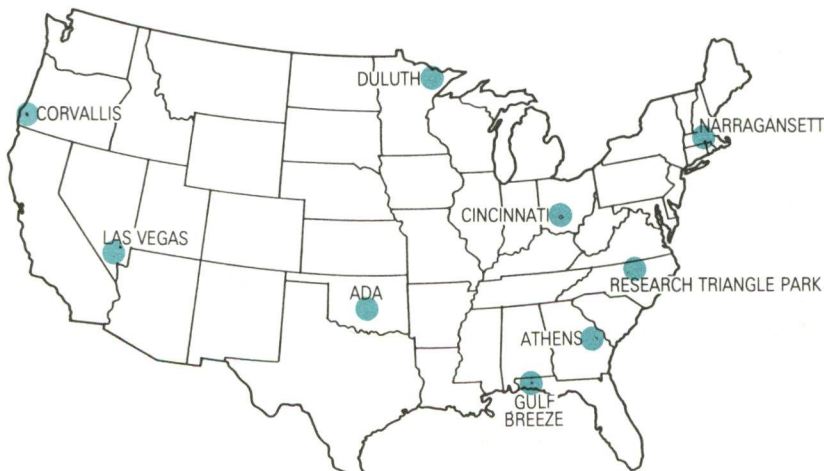 DULUTH
CORVALLIS
NARRAGANSETT
CINCINNATI
LAS VEGAS
RESEARCH TRIANGLE PARK
ADA
ATHENS
GULF
BREEZE